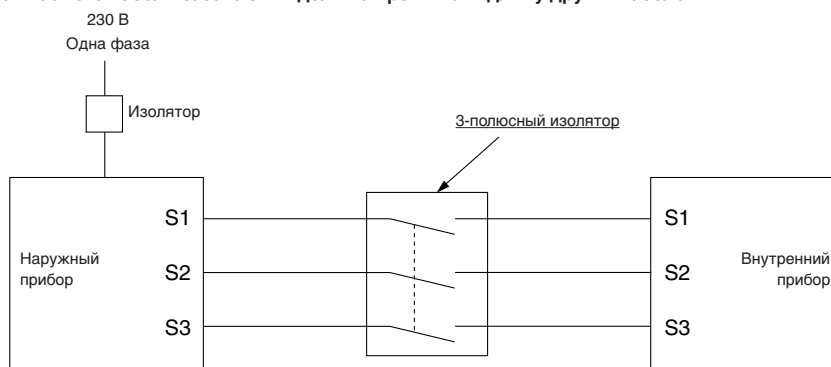 230 В
Одна фаза
Изолятор
3-полюсный изолятор
S1
S1
Наружный
прибор
S2
S2
Внутренний
прибор
S3
S3